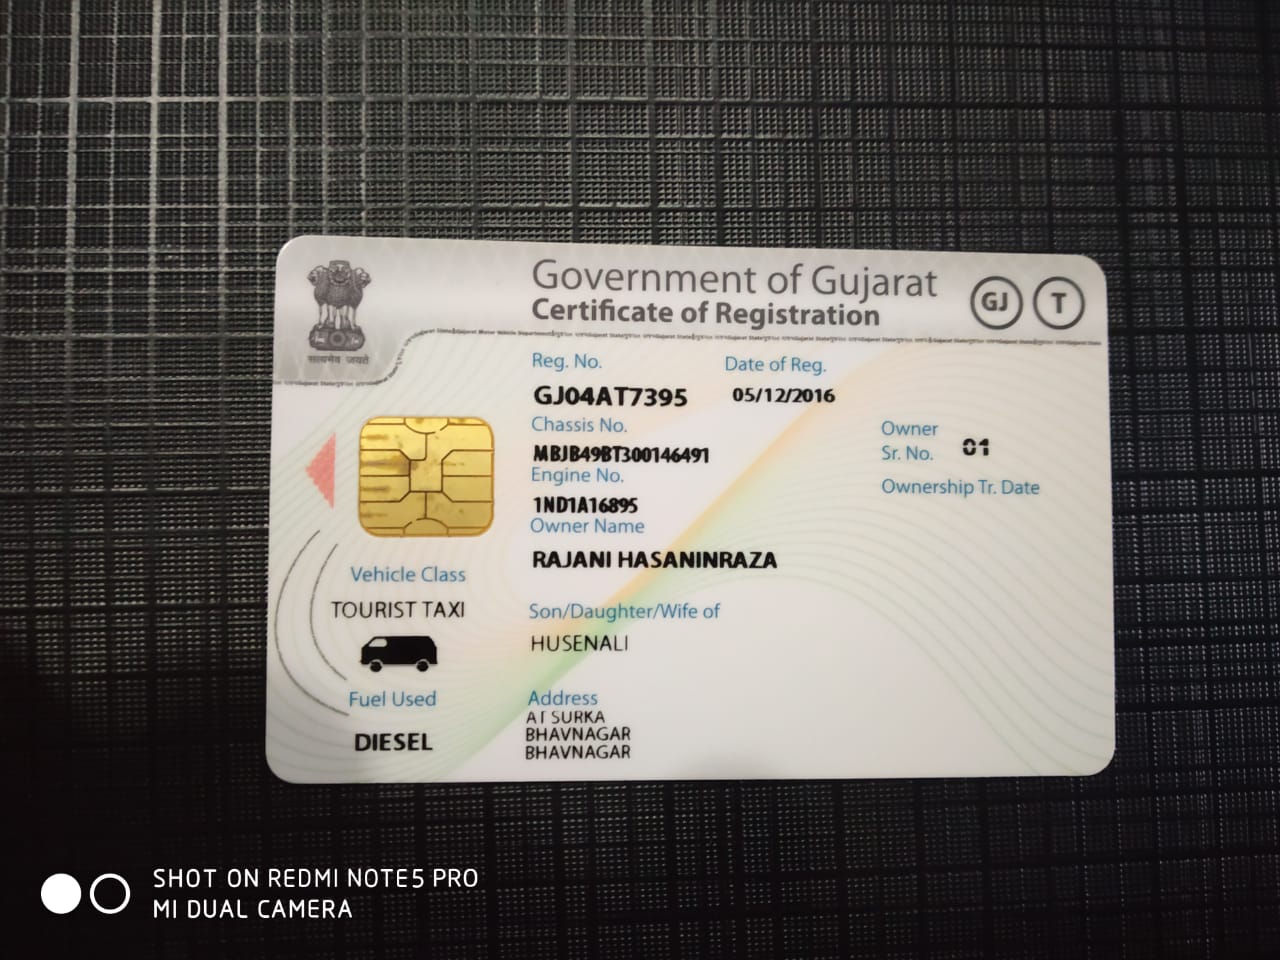 Government of Gujarat
Certificate of Registration
GJ T
सत्यमेव जयते
Reg. No. Date of Reg.
GJ04AT7395 05/12/2016
Chassis No.
MBJB49BT300146491
Engine No.
1ND1A16895
Owner
Sr. No. 01
Ownership Tr. Date
Owner Name
RAJANI HASANINRAZA
Son/Daughter/Wife of
HUSENALI
Address
AT SURKA
BHAVNAGAR
BHAVNAGAR
Vehicle Class
TOURIST TAXI
Fuel Used
DIESEL
SHOT ON REDMI NOTE5 PRO
MI DUAL CAMERA